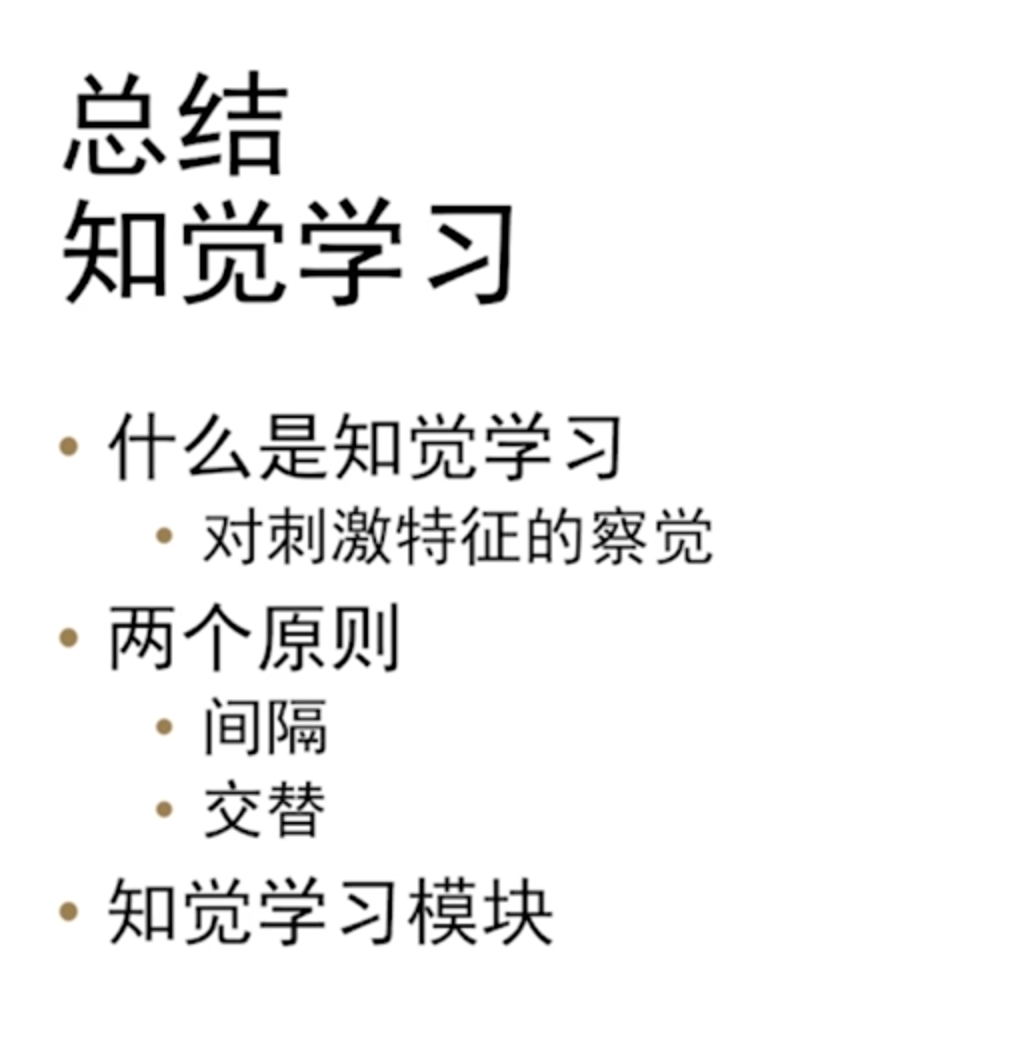 总结
知觉学习
• 什么是知觉学习
• 对刺激特征的察觉
• 两个原则
• 间隔
• 交替
• 知觉学习模块